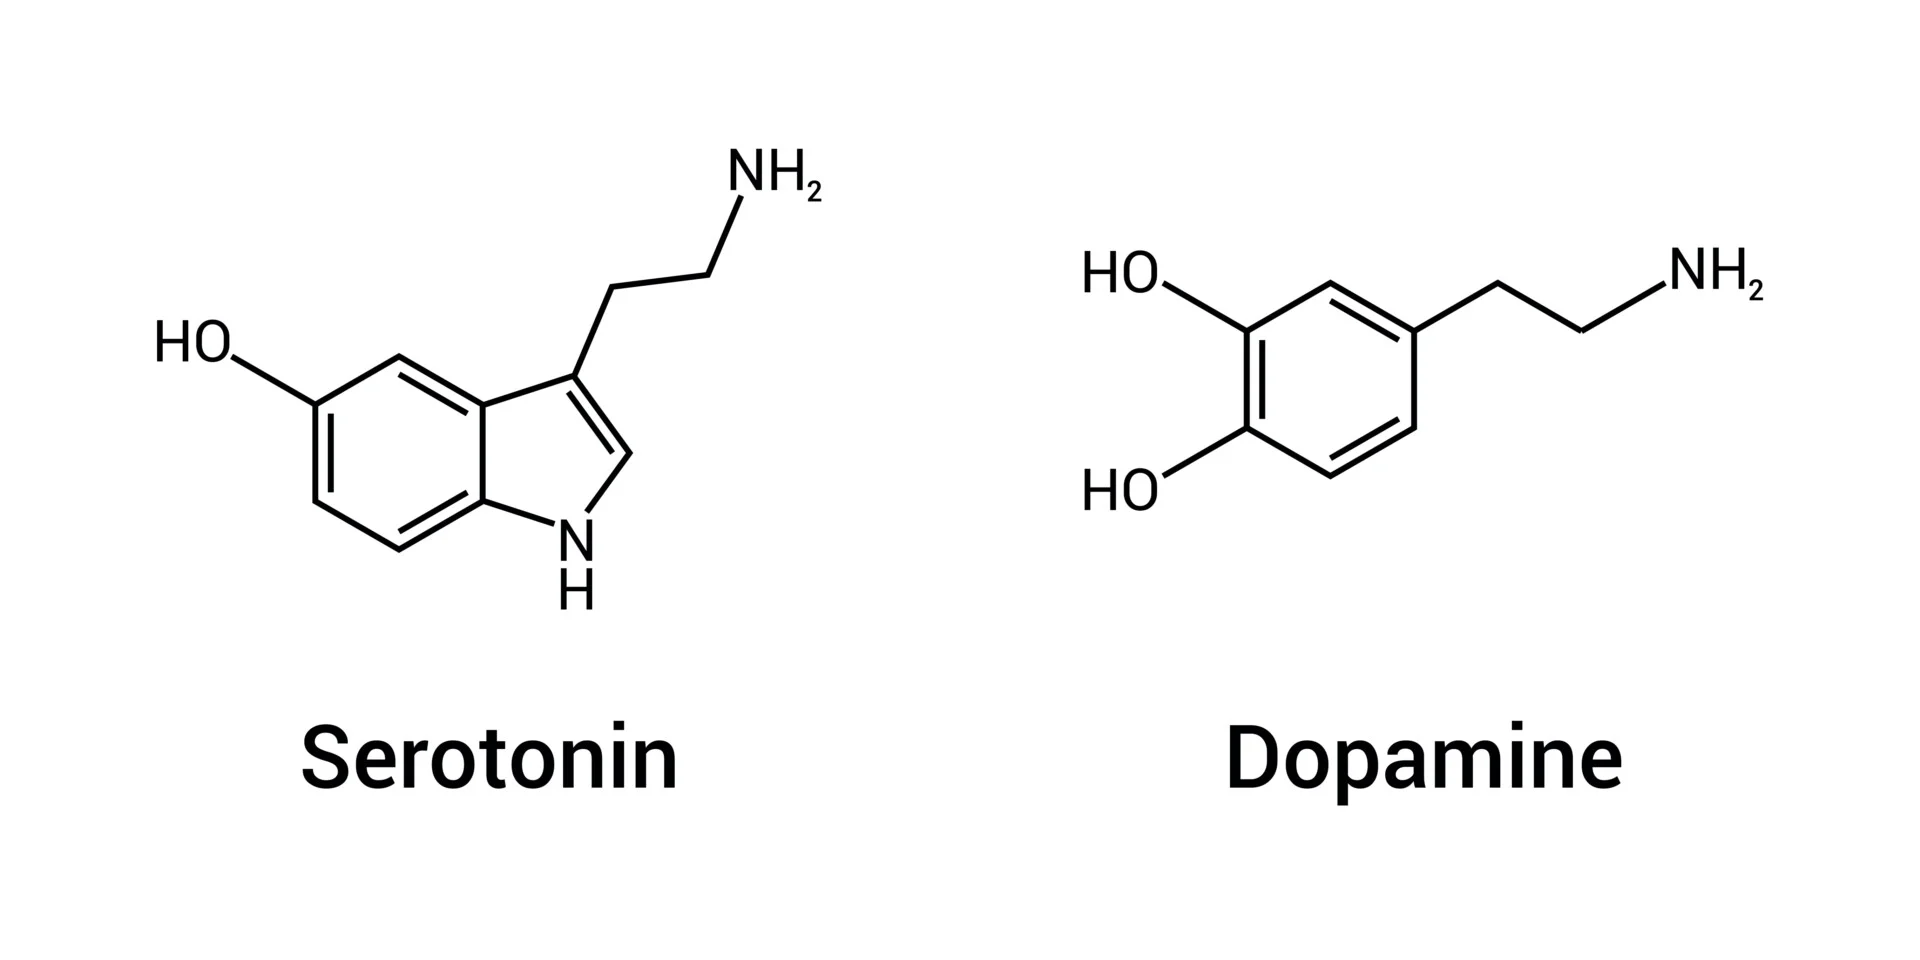 NH₂
HO
N
H
Serotonin
HO
NH₂
HO
Dopamine